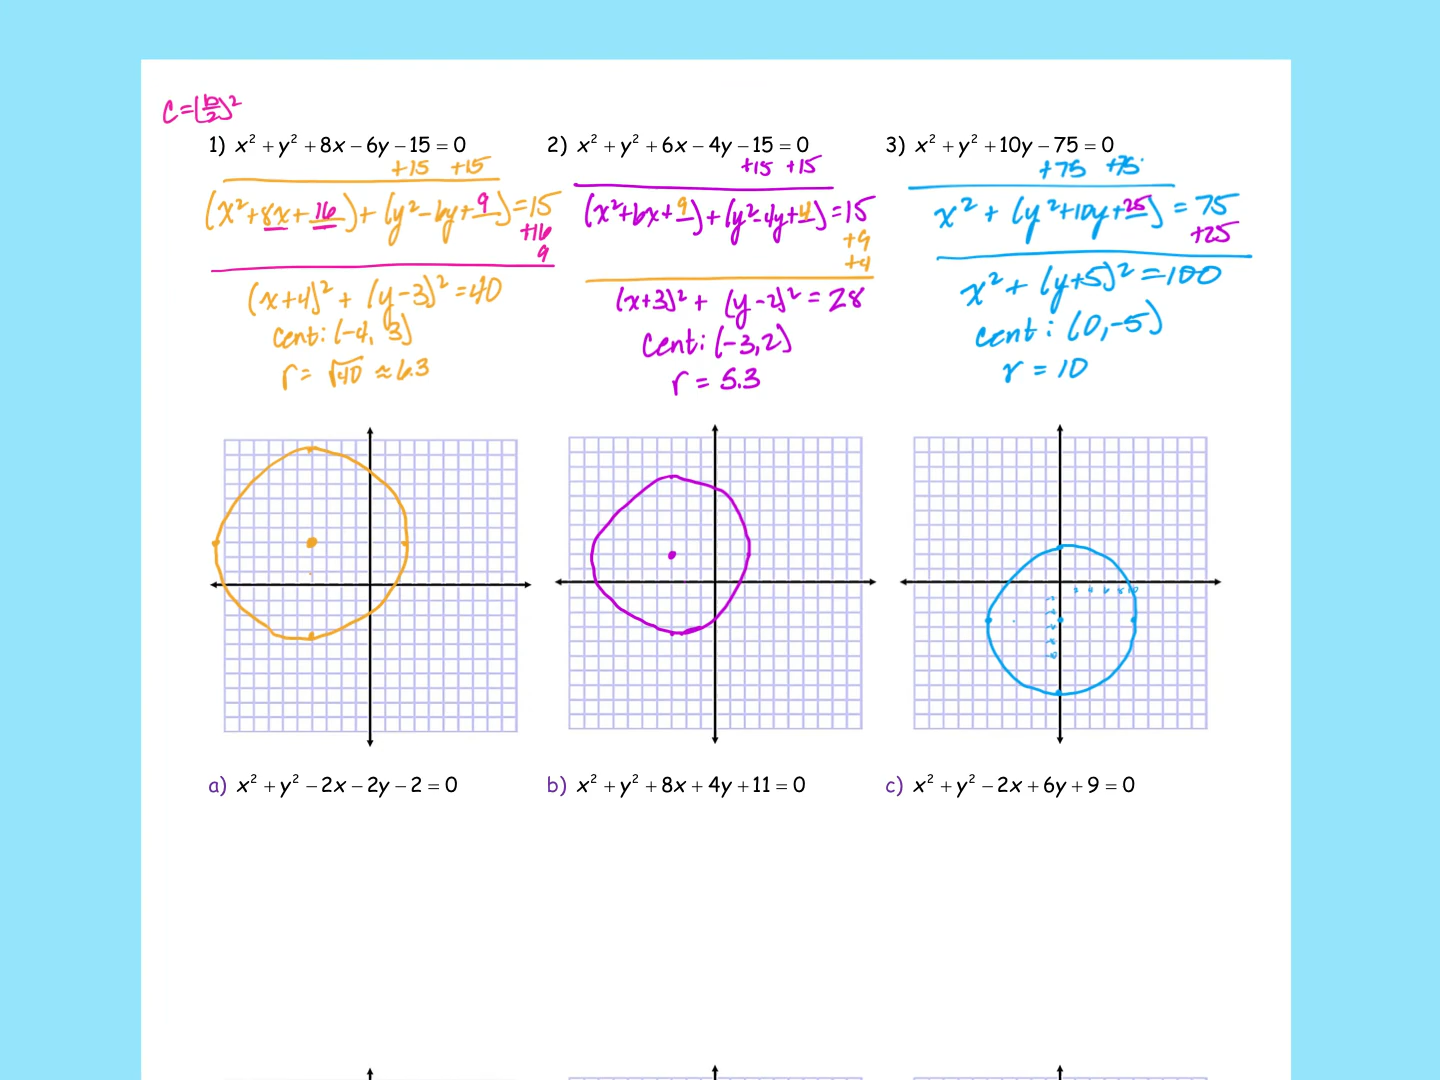 C = (b/2)²
1) x² + y² + 8x − 6y − 15 = 0
+15 +15
(x² + 8x + 16) + (y² − 6y + 9) = 15
+16
9
(x+4)² + (y−3)² = 40
cent: (−4, 3)
r = √40 ≈ 6.3
2) x² + y² + 6x − 4y − 15 = 0
+15 +15
(x² + 6x + 9) + (y² − 4y + 4) = 15
+9
+4
(x+3)² + (y−2)² = 28
cent: (−3, 2)
r = 5.3
3) x² + y² + 10y − 75 = 0
+75 +75
x² + (y² + 10y + 25) = 75
+25
x² + (y+5)² = 100
cent: (0, −5)
r = 10
2 4 6 8 10
a) x² + y² − 2x − 2y − 2 = 0
b) x² + y² + 8x + 4y + 11 = 0
c) x² + y² − 2x + 6y + 9 = 0